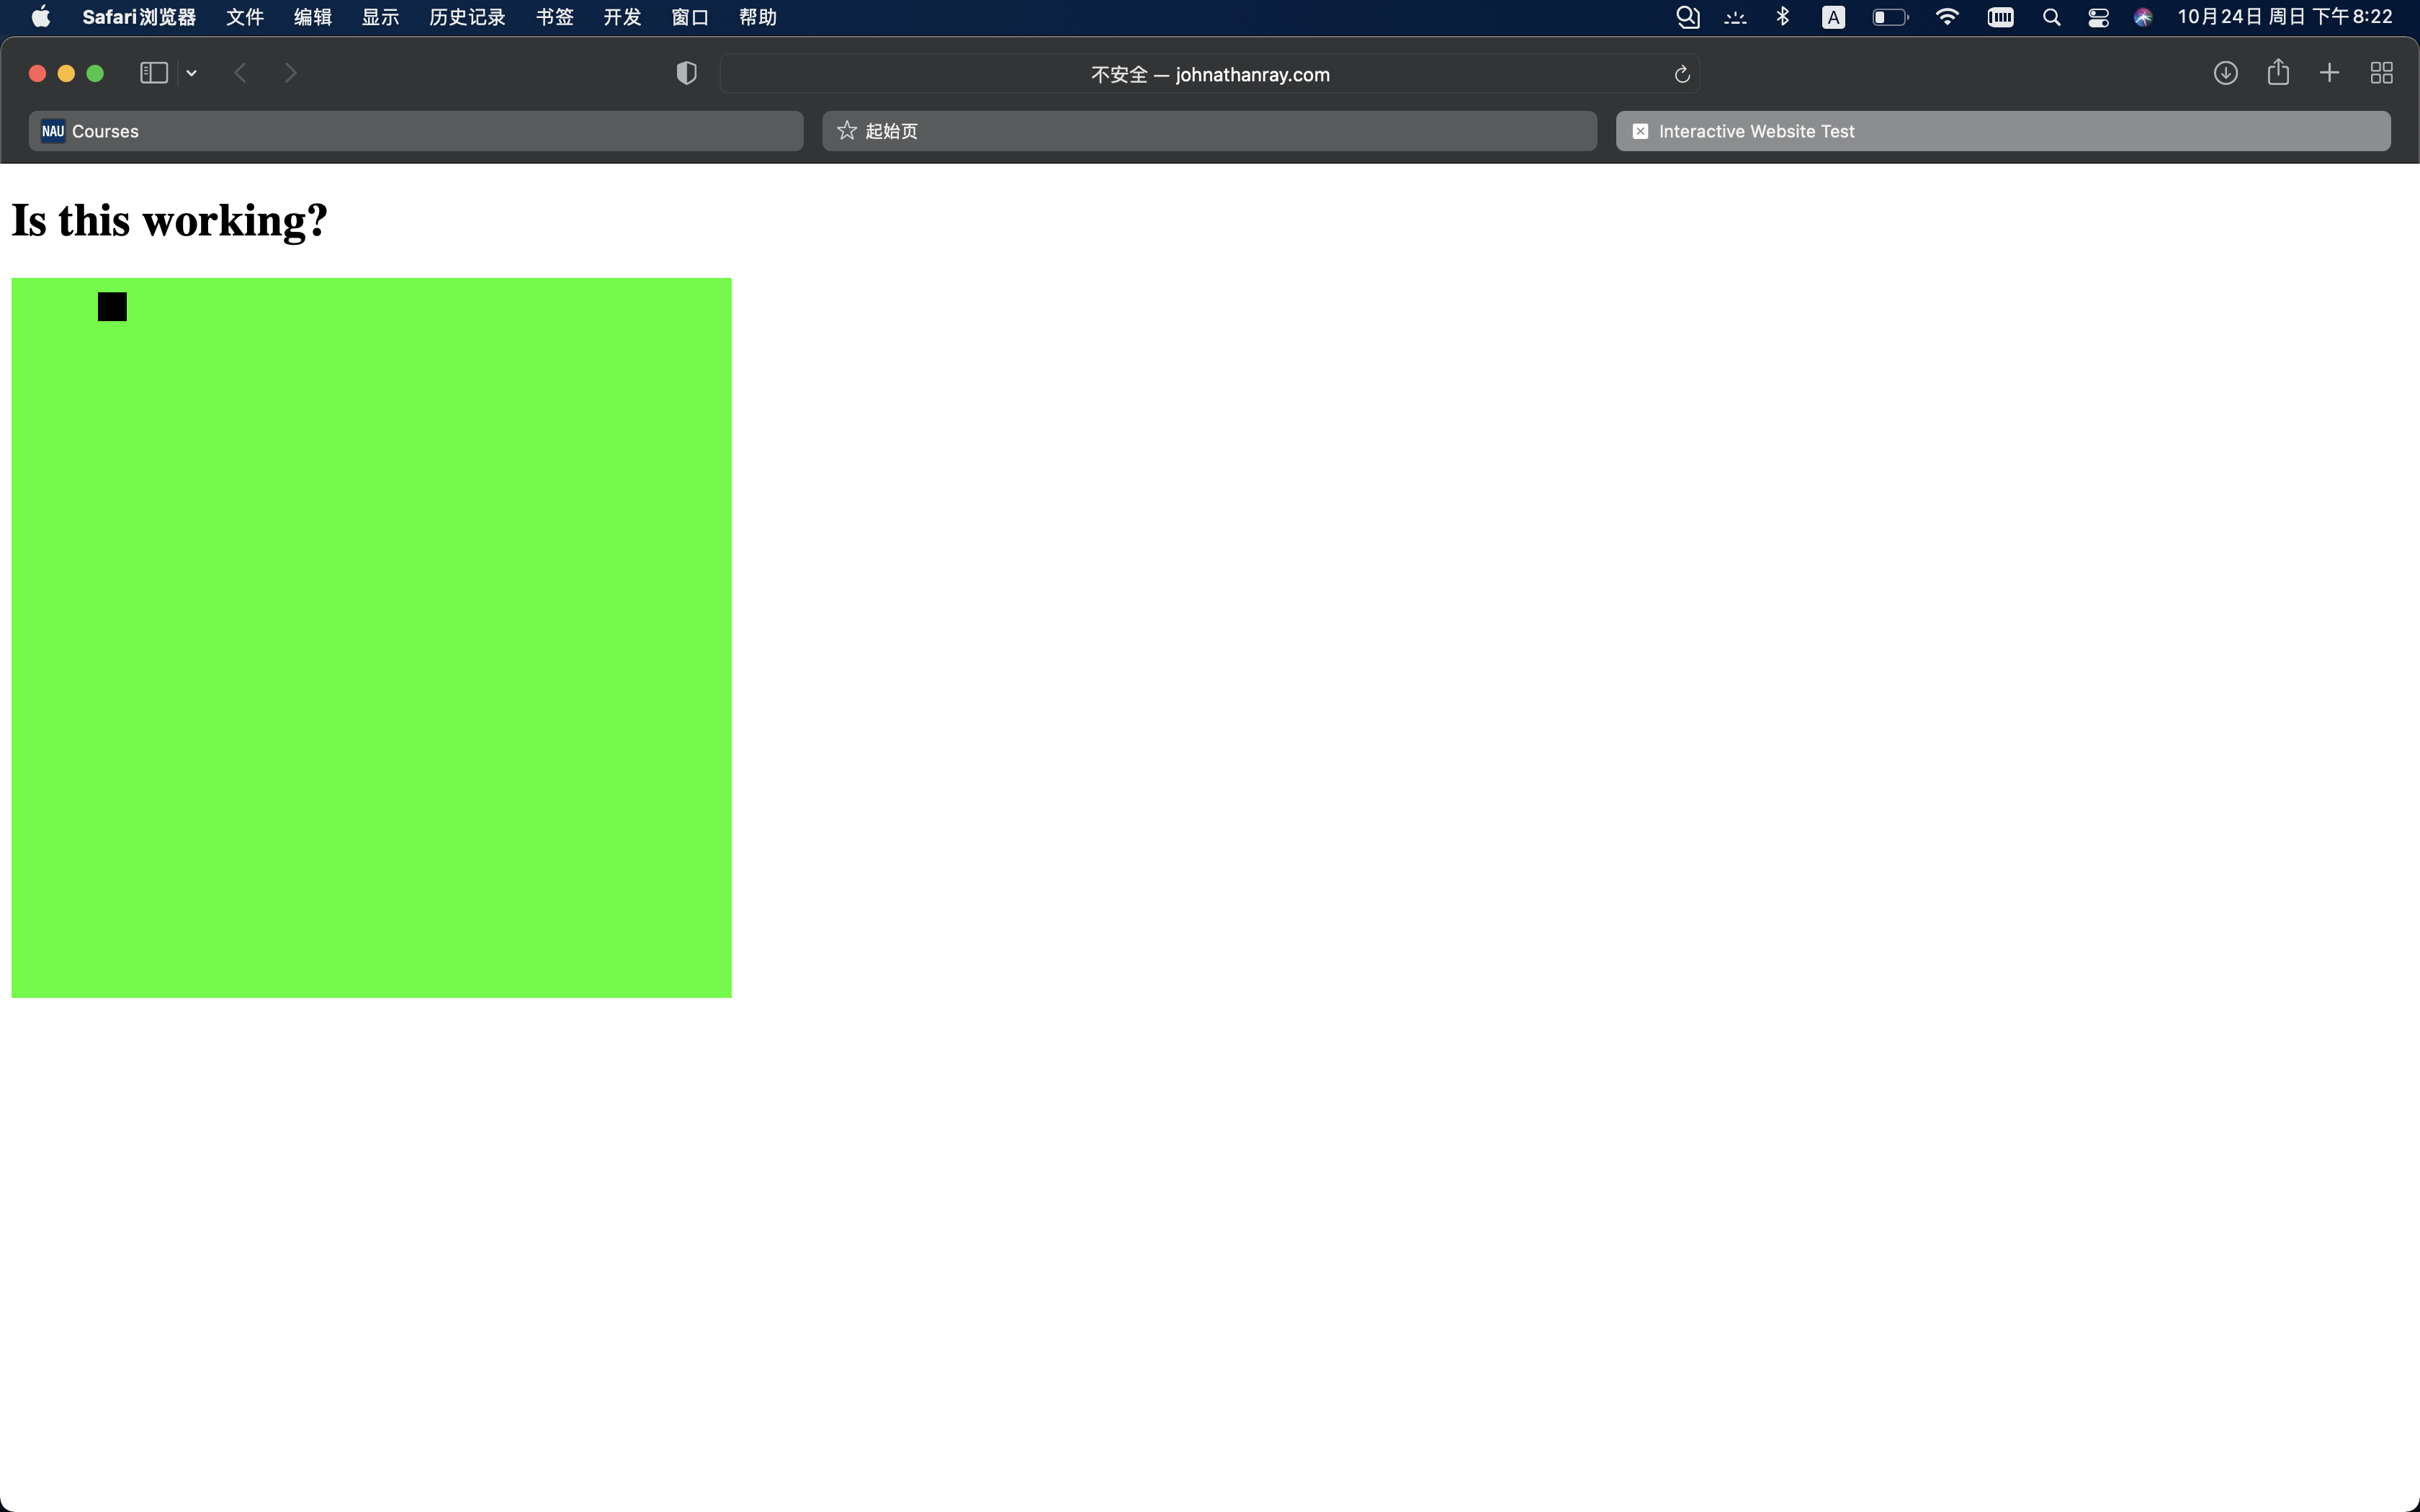 Safari浏览器 文件 编辑 显示 历史记录 书签 开发 窗口 帮助 A 10月24日 周日 下午8:22
不安全 — johnathanray.com
NAU Courses 起始页 Interactive Website Test
Is this working?